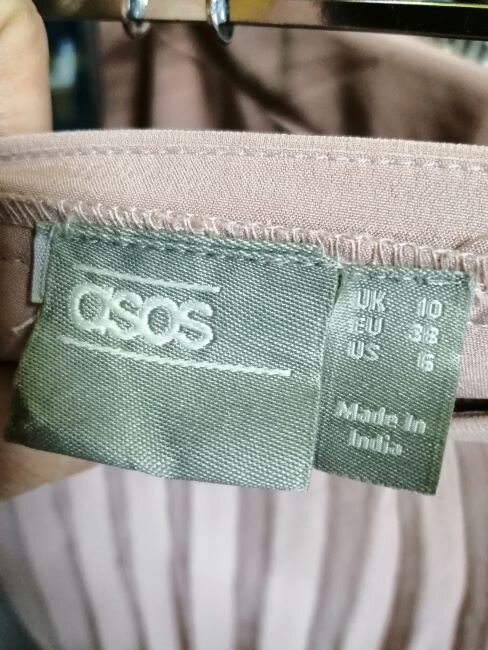 asos
UK 10
EU 38
US 6
Made In
India